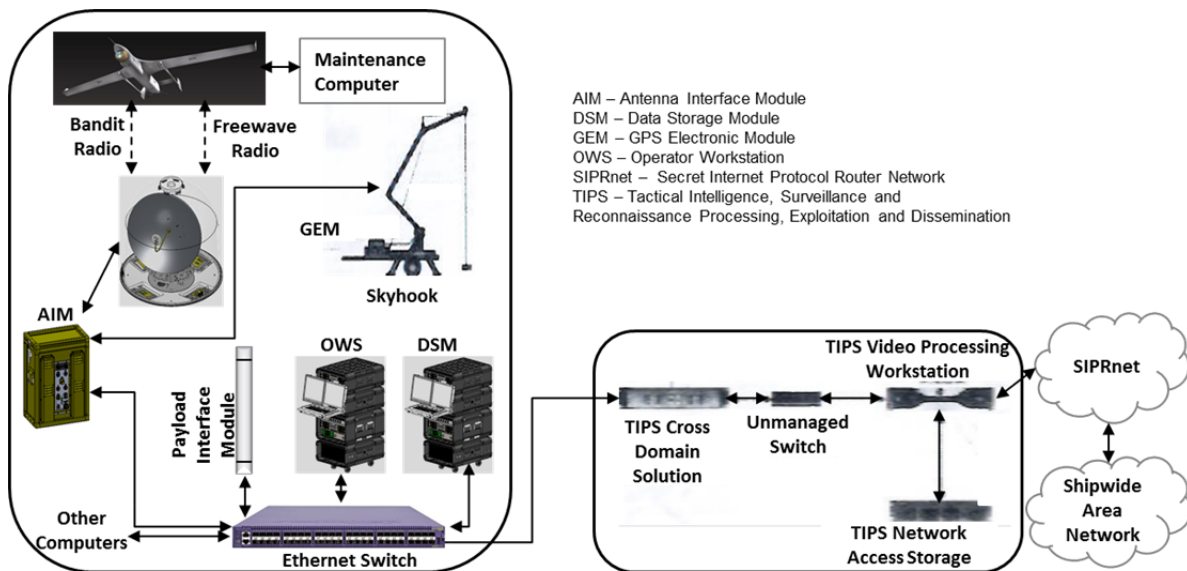 Maintenance
Computer
Bandit
Radio
Freewave
Radio
GEM
Skyhook
AIM
Payload
Interface
Module
OWS
DSM
Other
Computers
Ethernet Switch
AIM – Antenna Interface Module
DSM – Data Storage Module
GEM – GPS Electronic Module
OWS – Operator Workstation
SIPRnet – Secret Internet Protocol Router Network
TIPS – Tactical Intelligence, Surveillance and
Reconnaissance Processing, Exploitation and Dissemination
TIPS Video Processing
Workstation
TIPS Cross
Domain
Solution
Unmanaged
Switch
TIPS Network
Access Storage
SIPRnet
Shipwide
Area
Network